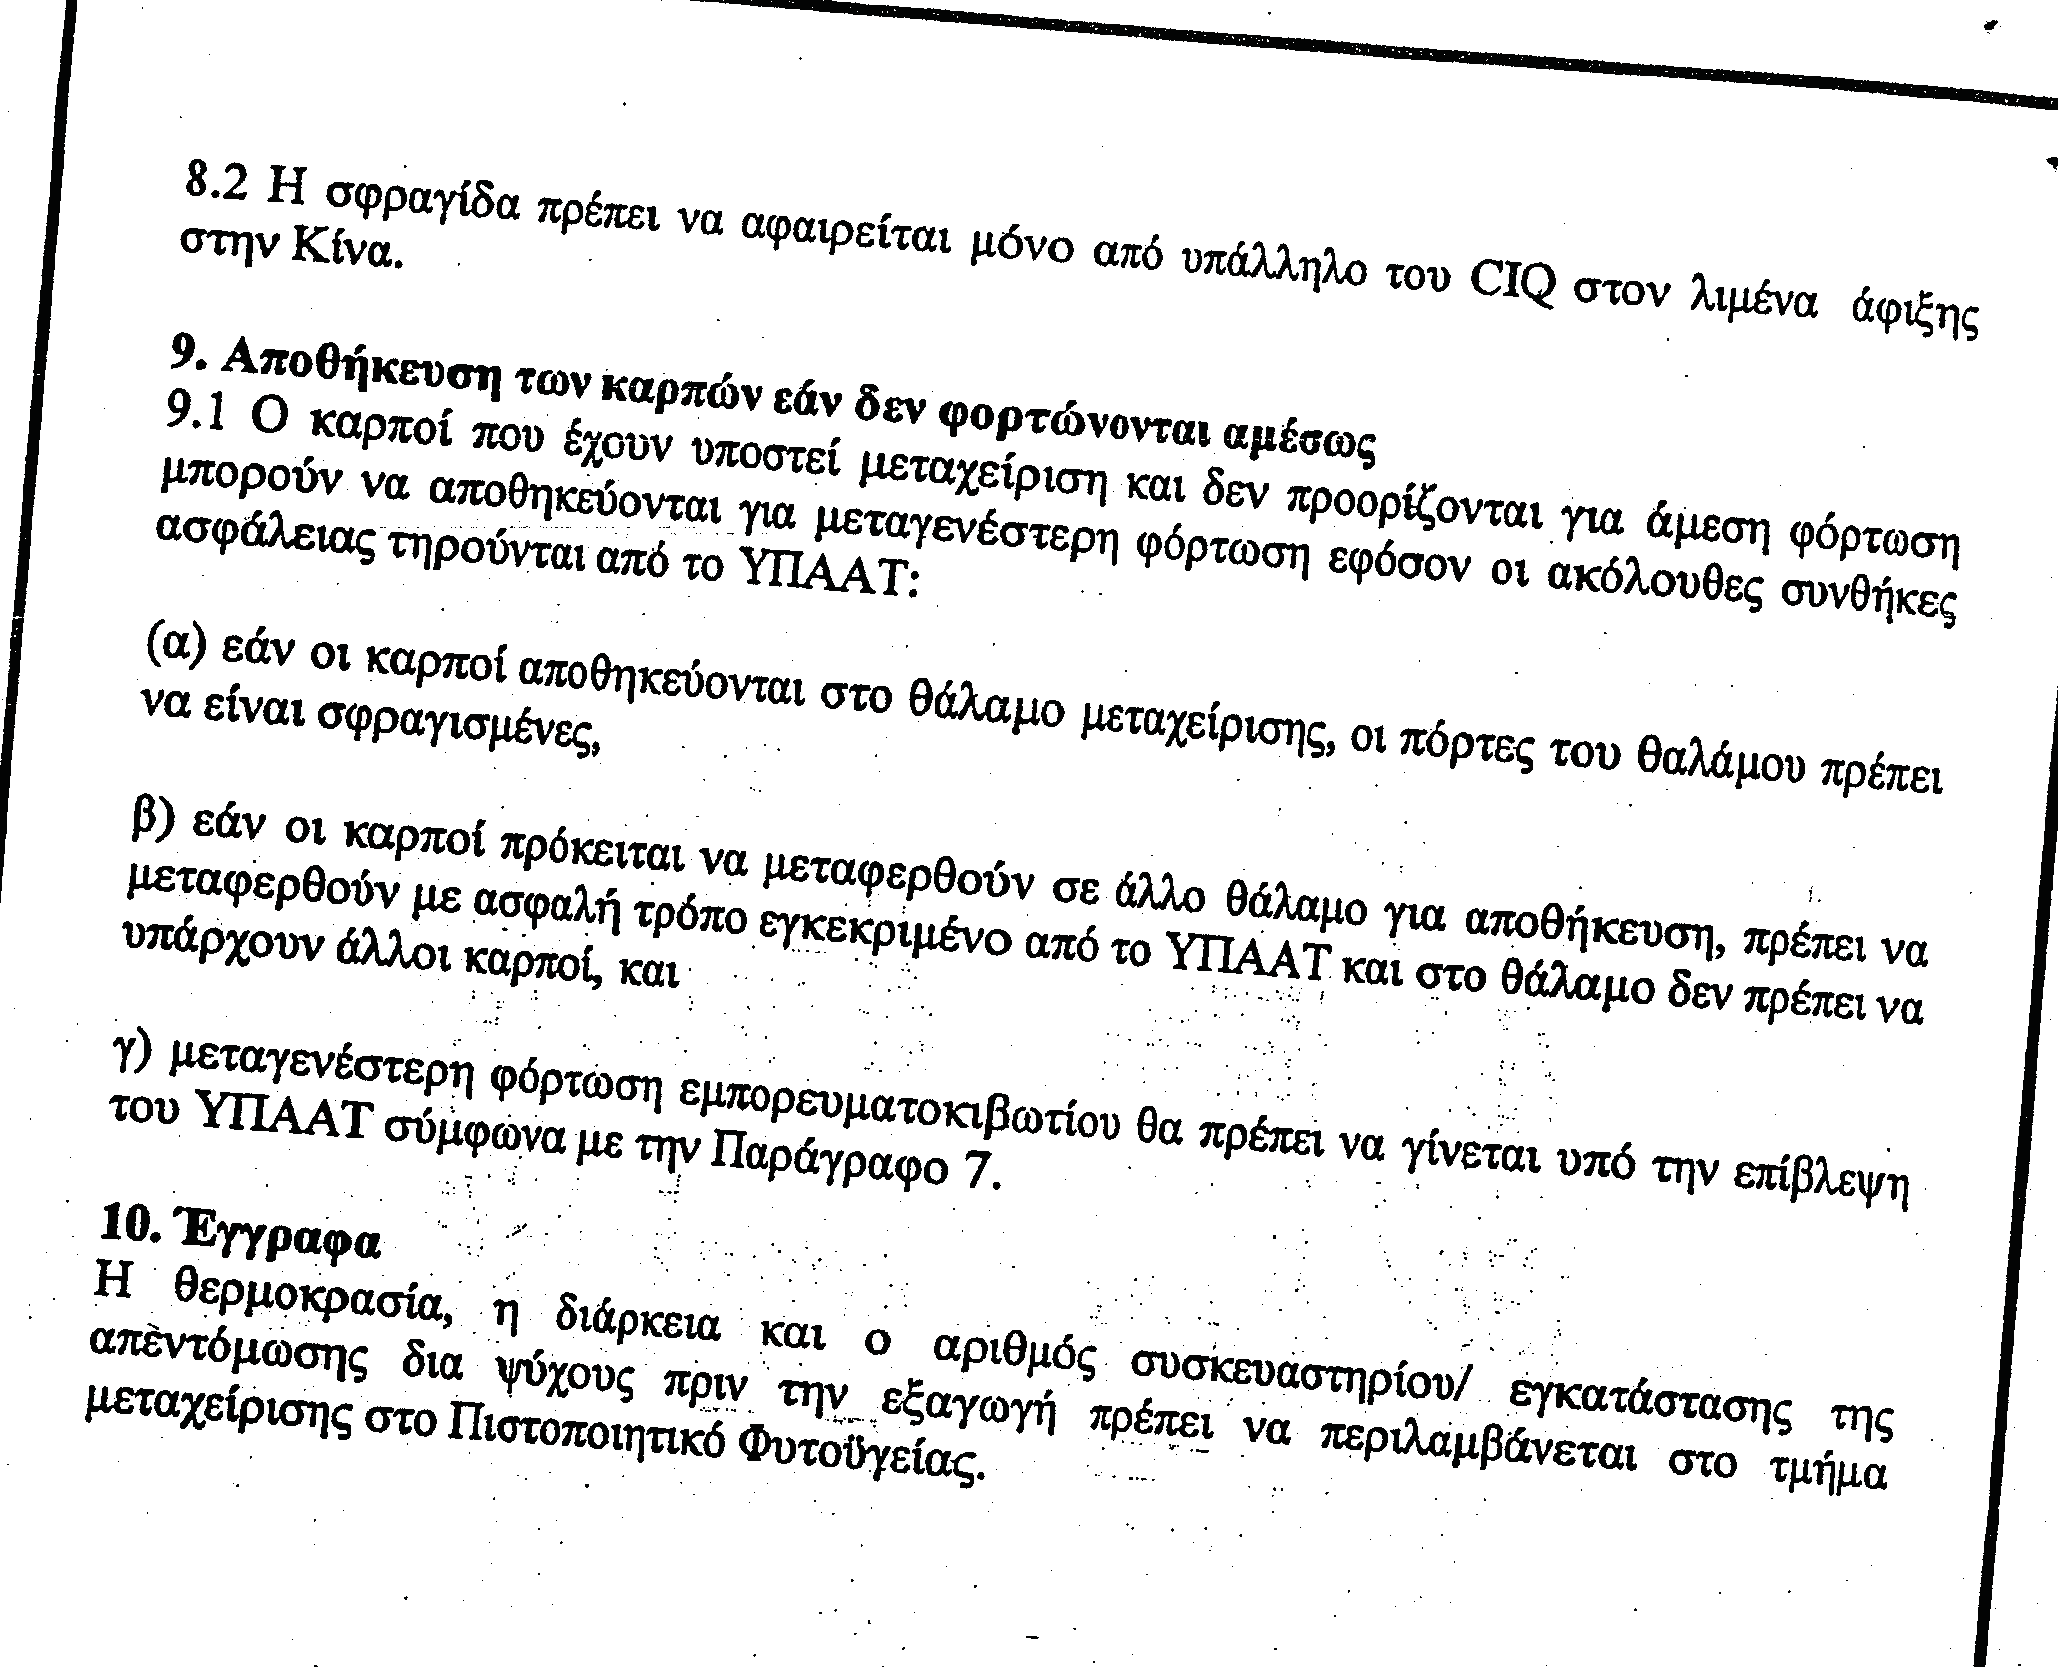 8.2 Η σφραγίδα πρέπει να αφαιρείται μόνο από υπάλληλο του CIQ στον λιμένα άφιξης
στην Κίνα.
9. Αποθήκευση των καρπών εάν δεν φορτώνονται αμέσως
9.1 Ο καρποί που έχουν υποστεί μεταχείριση και δεν προορίζονται για άμεση φόρτωση
μπορούν να αποθηκεύονται για μεταγενέστερη φόρτωση εφόσον οι ακόλουθες συνθήκες
ασφάλειας τηρούνται από το ΥΠΑΑΤ:
(α) εάν οι καρποί αποθηκεύονται στο θάλαμο μεταχείρισης, οι πόρτες του θαλάμου πρέπει
να είναι σφραγισμένες,
β) εάν οι καρποί πρόκειται να μεταφερθούν σε άλλο θάλαμο για αποθήκευση, πρέπει να
μεταφερθούν με ασφαλή τρόπο εγκεκριμένο από το ΥΠΑΑΤ και στο θάλαμο δεν πρέπει να
υπάρχουν άλλοι καρποί, και
γ) μεταγενέστερη φόρτωση εμπορευματοκιβωτίου θα πρέπει να γίνεται υπό την επίβλεψη
του ΥΠΑΑΤ σύμφωνα με την Παράγραφο 7.
10. Έγγραφα
Η θερμοκρασία, η διάρκεια και ο αριθμός συσκευαστηρίου/ εγκατάστασης της
απεντόμωσης δια ψύχους πριν την εξαγωγή πρέπει να περιλαμβάνεται στο τμήμα
μεταχείρισης στο Πιστοποιητικό Φυτοϋγείας.